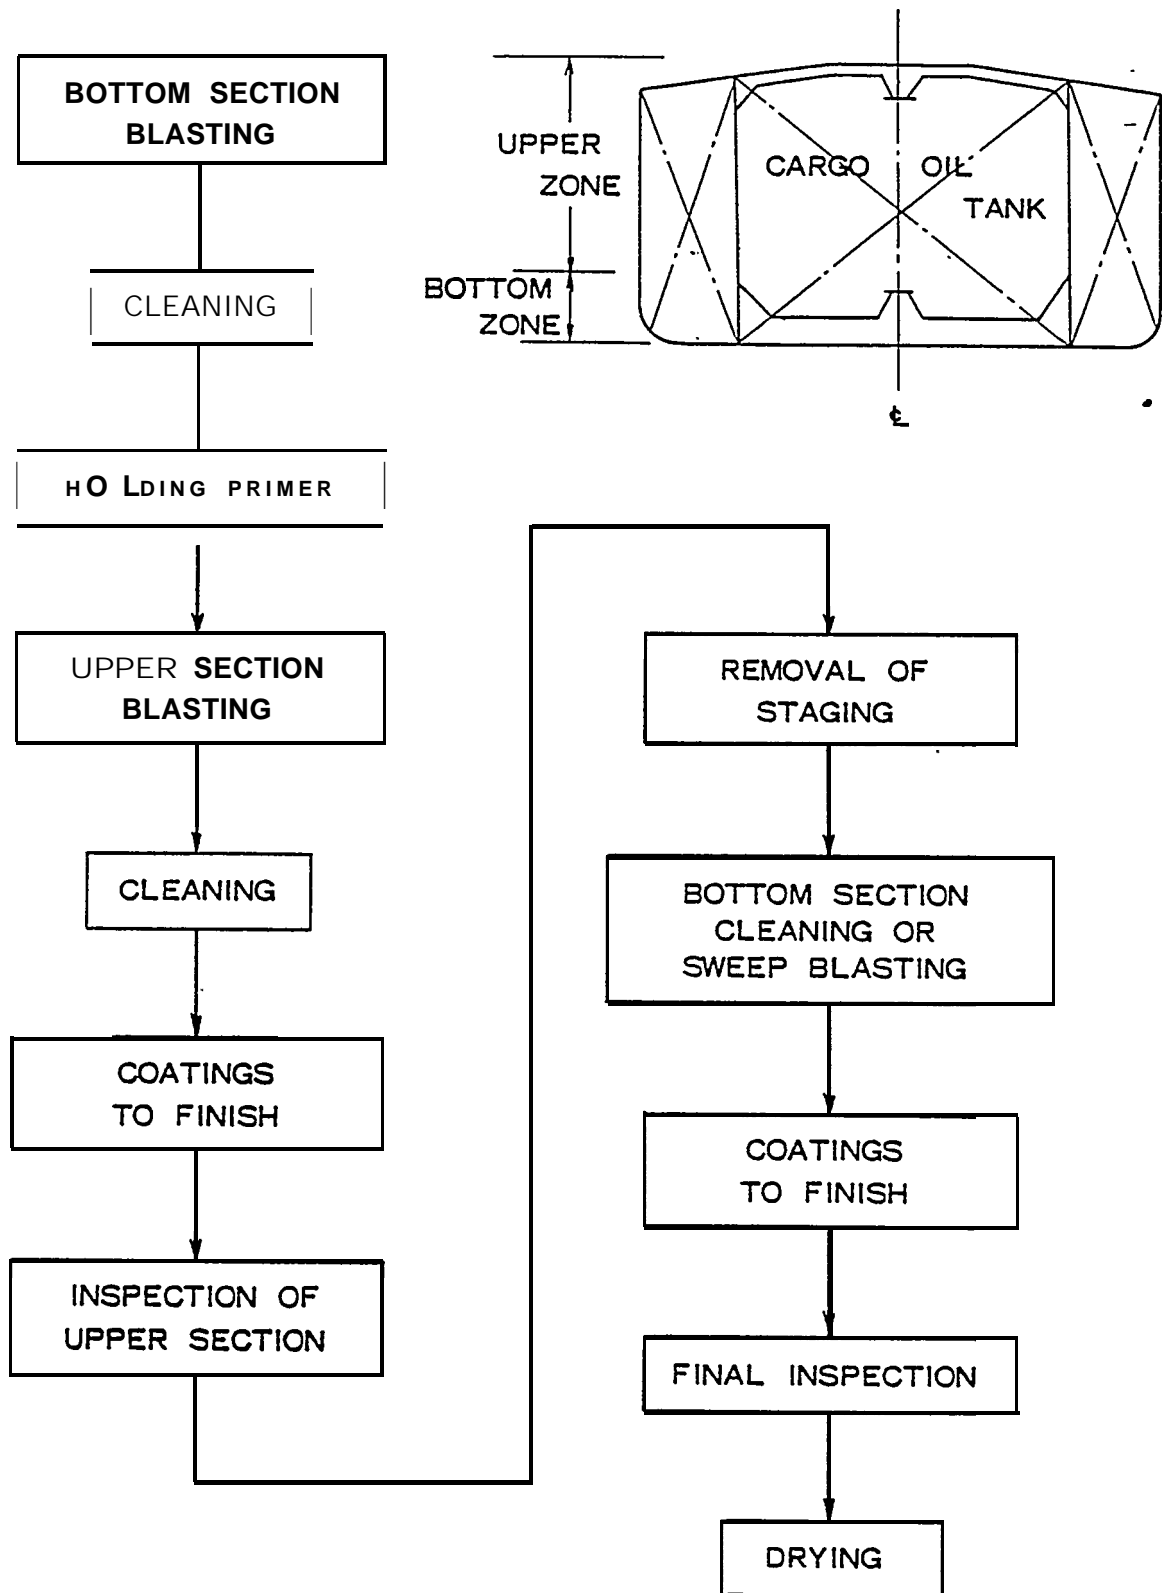 BOTTOM SECTION
BLASTING
CLEANING
hO LDING PRIMER
UPPER SECTION
BLASTING
CLEANING
COATINGS
TO FINISH
INSPECTION OF
UPPER SECTION
UPPER
ZONE
BOTTOM
ZONE
CARGO OIL
TANK
℄
REMOVAL OF
STAGING
BOTTOM SECTION
CLEANING OR
SWEEP BLASTING
COATINGS
TO FINISH
FINAL INSPECTION
DRYING